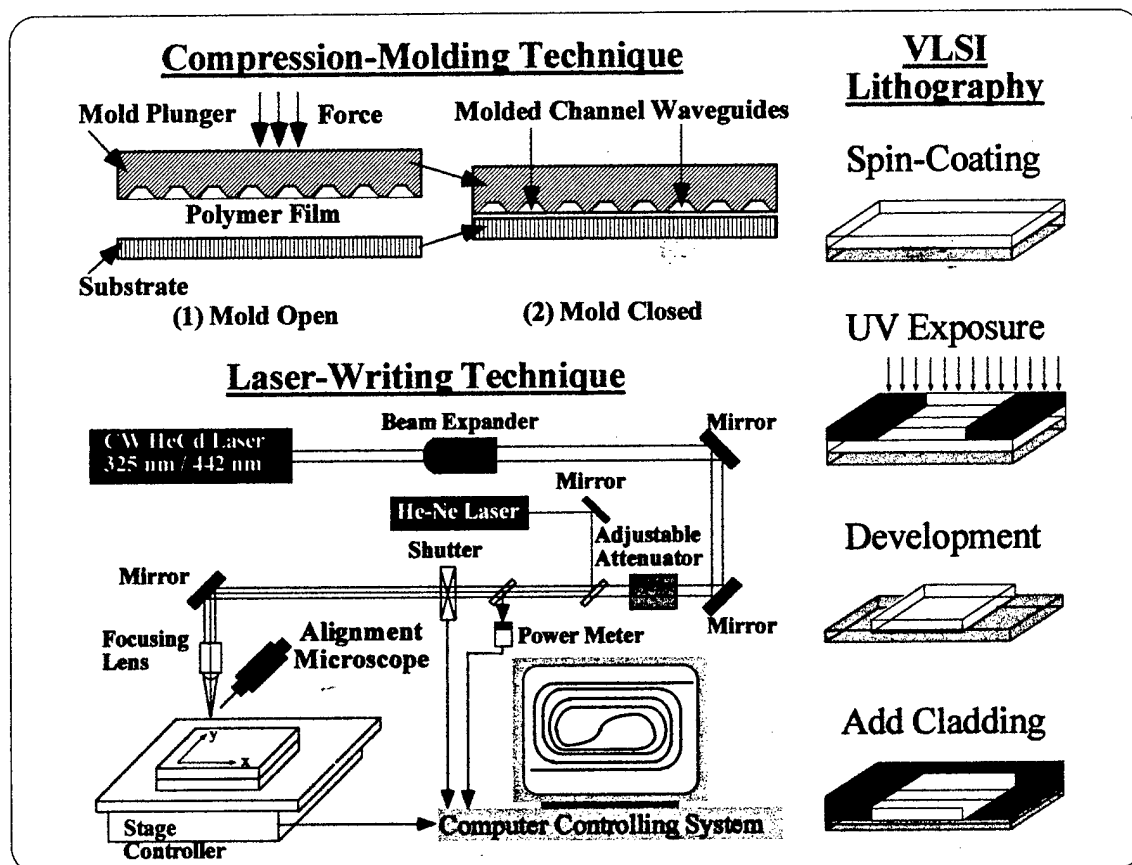 Compression-Molding Technique
Mold Plunger
Force
Molded Channel Waveguides
Polymer Film
Substrate
(1) Mold Open
(2) Mold Closed
Laser-Writing Technique
CW HeCd Laser
325 nm / 442 nm
Beam Expander
Mirror
He-Ne Laser
Mirror
Adjustable
Attenuator
Shutter
Mirror
Mirror
Power Meter
Focusing
Lens
Alignment
Microscope
y
x
Stage
Controller
Computer Controlling System
VLSI
Lithography
Spin-Coating
UV Exposure
Development
Add Cladding